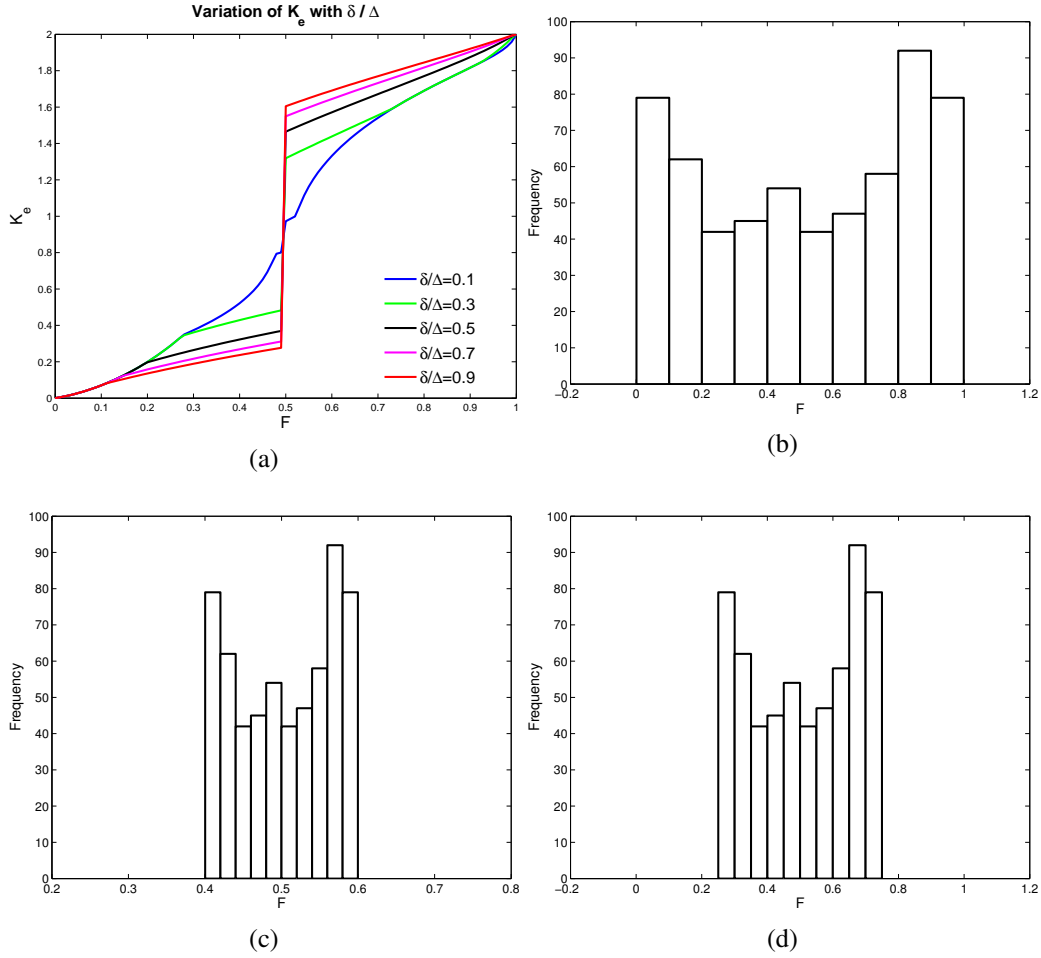 Variation of K_e with δ / Δ
2
1.8
1.6
1.4
1.2
1
0.8
0.6
0.4
0.2
0
K_e
δ/Δ=0.1
δ/Δ=0.3
δ/Δ=0.5
δ/Δ=0.7
δ/Δ=0.9
0 0.1 0.2 0.3 0.4 0.5 0.6 0.7 0.8 0.9 1
F
(a)
100
90
80
70
60
50
40
30
20
10
0
Frequency
−0.2 0 0.2 0.4 0.6 0.8 1 1.2
F
(b)
100
90
80
70
60
50
40
30
20
10
0
Frequency
0.2 0.3 0.4 0.5 0.6 0.7 0.8
F
(c)
100
90
80
70
60
50
40
30
20
10
0
Frequency
−0.2 0 0.2 0.4 0.6 0.8 1 1.2
F
(d)